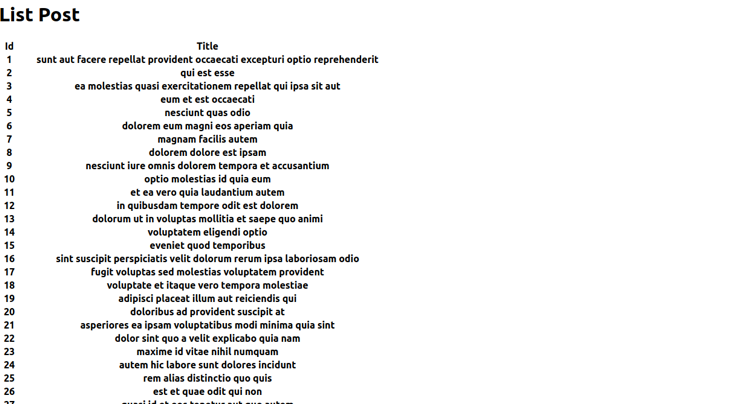 List Post
Id Title
1 sunt aut facere repellat provident occaecati excepturi optio reprehenderit
2 qui est esse
3 ea molestias quasi exercitationem repellat qui ipsa sit aut
4 eum et est occaecati
5 nesciunt quas odio
6 dolorem eum magni eos aperiam quia
7 magnam facilis autem
8 dolorem dolore est ipsam
9 nesciunt iure omnis dolorem tempora et accusantium
10 optio molestias id quia eum
11 et ea vero quia laudantium autem
12 in quibusdam tempore odit est dolorem
13 dolorum ut in voluptas mollitia et saepe quo animi
14 voluptatem eligendi optio
15 eveniet quod temporibus
16 sint suscipit perspiciatis velit dolorum rerum ipsa laboriosam odio
17 fugit voluptas sed molestias voluptatem provident
18 voluptate et itaque vero tempora molestiae
19 adipisci placeat illum aut reiciendis qui
20 doloribus ad provident suscipit at
21 asperiores ea ipsam voluptatibus modi minima quia sint
22 dolor sint quo a velit explicabo quia nam
23 maxime id vitae nihil numquam
24 autem hic labore sunt dolores incidunt
25 rem alias distinctio quo quis
26 est et quae odit qui non